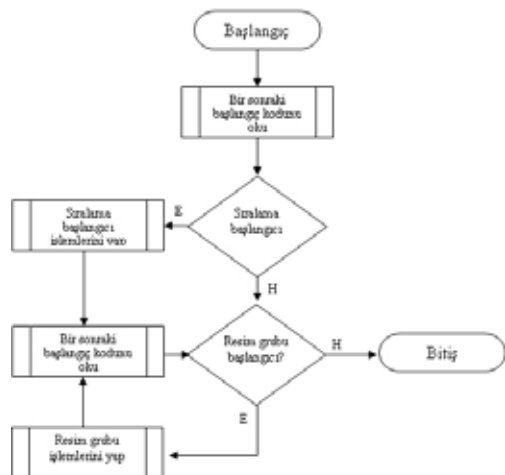 Başlangıç
Bir sonraki
başlangıç kodunu
oku
Sıralama
başlangıcı
E
Sıralama
başlangıcı
işlemlerini yap
H
Bir sonraki
başlangıç kodunu
oku
Resim grubu
başlangıcı?
H
Bitiş
E
Resim grubu
işlemlerini yap